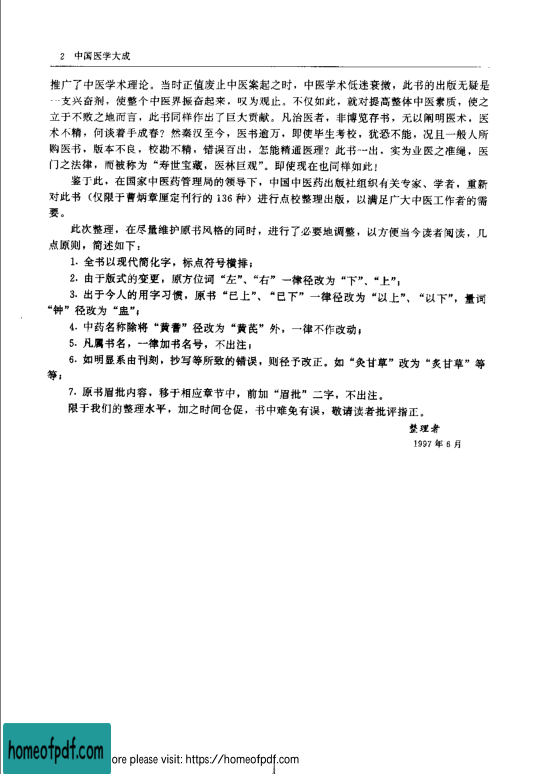 2 中国医学大成
推广了中医学术理论。当时正值废止中医案起之时，中医学术低迷衰微，此书的出版无疑是
一支兴奋剂，使整个中医界振奋起来，叹为观止。不仅如此，就对提高整体中医素质，使之
立于不败之地而言，此书同样作出了巨大贡献。凡治医者，非博览存书，无以阐明医术，医
术不精，何谈着手成春？然秦汉至今，医书逾万，即使毕生考校，犹恐不能，况且一般人所
购医书，版本不良，校勘不精，错误百出，怎能精通医理？此书一出，实为业医之准绳，医
门之法律，而被称为“寿世宝藏，医林巨观”。即使现在也同样如此！
鉴于此，在国家中医药管理局的领导下，中国中医药出版社组织有关专家、学者，重新
对此书（仅限于曹炳章厘定刊行的 136 种）进行点校整理出版，以满足广大中医工作者的需
要。
此次整理，在尽量维护原书风格的同时，进行了必要地调整，以方便当今读者阅读，几
点原则，简述如下：
1. 全书以现代简化字，标点符号横排；
2. 由于版式的变更，原方位词“左”、“右”一律径改为“下”、“上”；
3. 出于今人的用字习惯，原书“已上”、“已下”一律径改为“以上”、“以下”，量词
“钟”径改为“盅”；
4. 中药名称除将“黄蓍”径改为“黄芪”外，一律不作改动；
5. 凡属书名，一律加书名号，不出注；
6. 如明显系由刊刻，抄写等所致的错误，则径予改正。如“灸甘草”改为“炙甘草”等
等；
7. 原书眉批内容，移于相应章节中，前加“眉批”二字，不出注。
限于我们的整理水平，加之时间仓促，书中难免有误，敬请读者批评指正。
整理者
1997 年 6 月
homeofpdf.com
ore please visit: https://homeofpdf.com